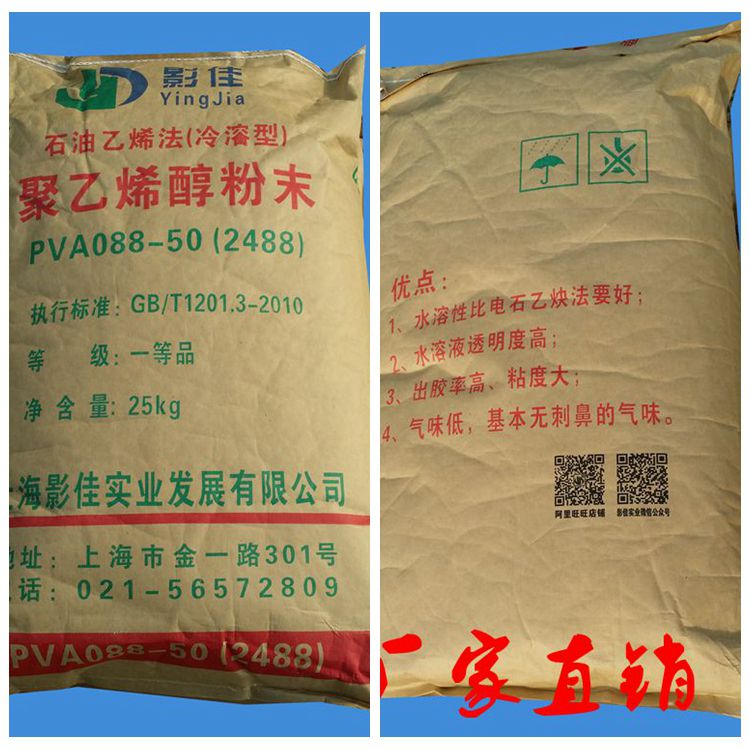 影佳
YingJia
石油乙烯法(冷溶型)
聚乙烯醇粉末
PVA088-50 (2488)
执行标准: GB/T1201.3-2010
等 级: 一等品
净含量: 25kg
海影佳实业发展有限公司
址: 上海市金一路301号
话: 021-56572809
PVA088-50 (2488)
优点:
1、水溶性比电石乙炔法要好;
2、水溶液透明度高;
3、出胶率高、粘度大;
4、气味低,基本无刺鼻的气味。
阿里旺旺店铺 影佳实业微信公众号
厂家直销